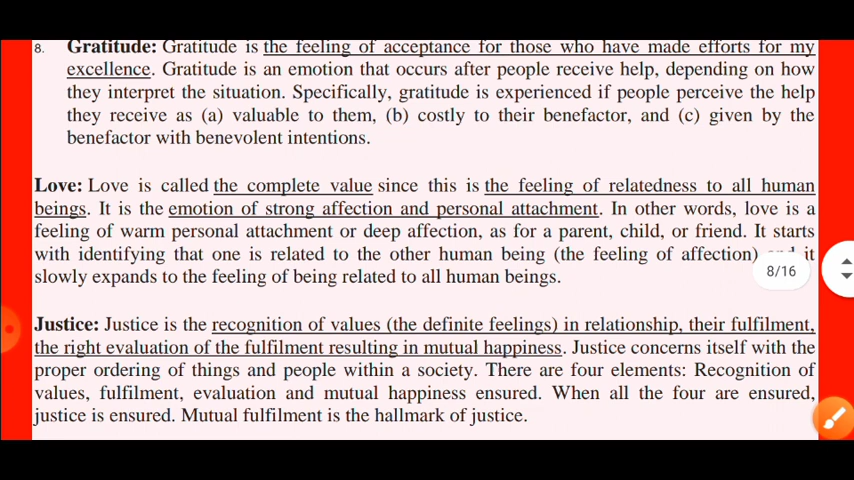 8. Gratitude: Gratitude is the feeling of acceptance for those who have made efforts for my
excellence. Gratitude is an emotion that occurs after people receive help, depending on how
they interpret the situation. Specifically, gratitude is experienced if people perceive the help
they receive as (a) valuable to them, (b) costly to their benefactor, and (c) given by the
benefactor with benevolent intentions.
Love: Love is called the complete value since this is the feeling of relatedness to all human
beings. It is the emotion of strong affection and personal attachment. In other words, love is a
feeling of warm personal attachment or deep affection, as for a parent, child, or friend. It starts
with identifying that one is related to the other human being (the feeling of affection) it
8/16
slowly expands to the feeling of being related to all human beings.
Justice: Justice is the recognition of values (the definite feelings) in relationship, their fulfilment,
the right evaluation of the fulfilment resulting in mutual happiness. Justice concerns itself with the
proper ordering of things and people within a society. There are four elements: Recognition of
values, fulfilment, evaluation and mutual happiness ensured. When all the four are ensured,
justice is ensured. Mutual fulfilment is the hallmark of justice.